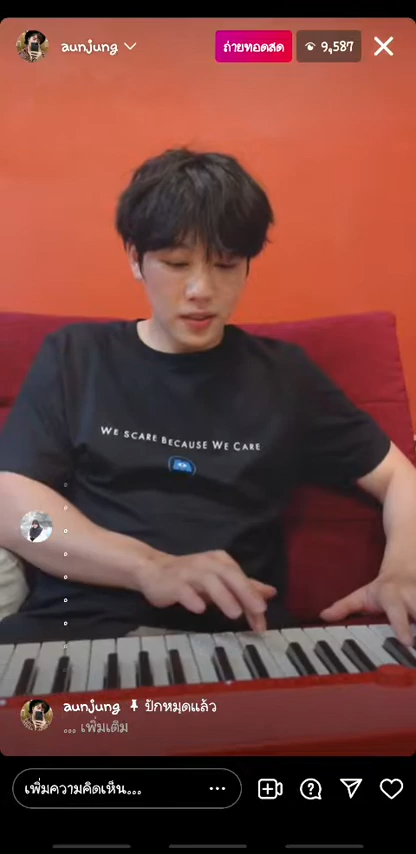 aunjung
ถ่ายทอดสด
9,587
WE SCARE BECAUSE WE CARE
aunjung ปักหมุดแล้ว
... เพิ่มเติม
เพิ่มความคิดเห็น...